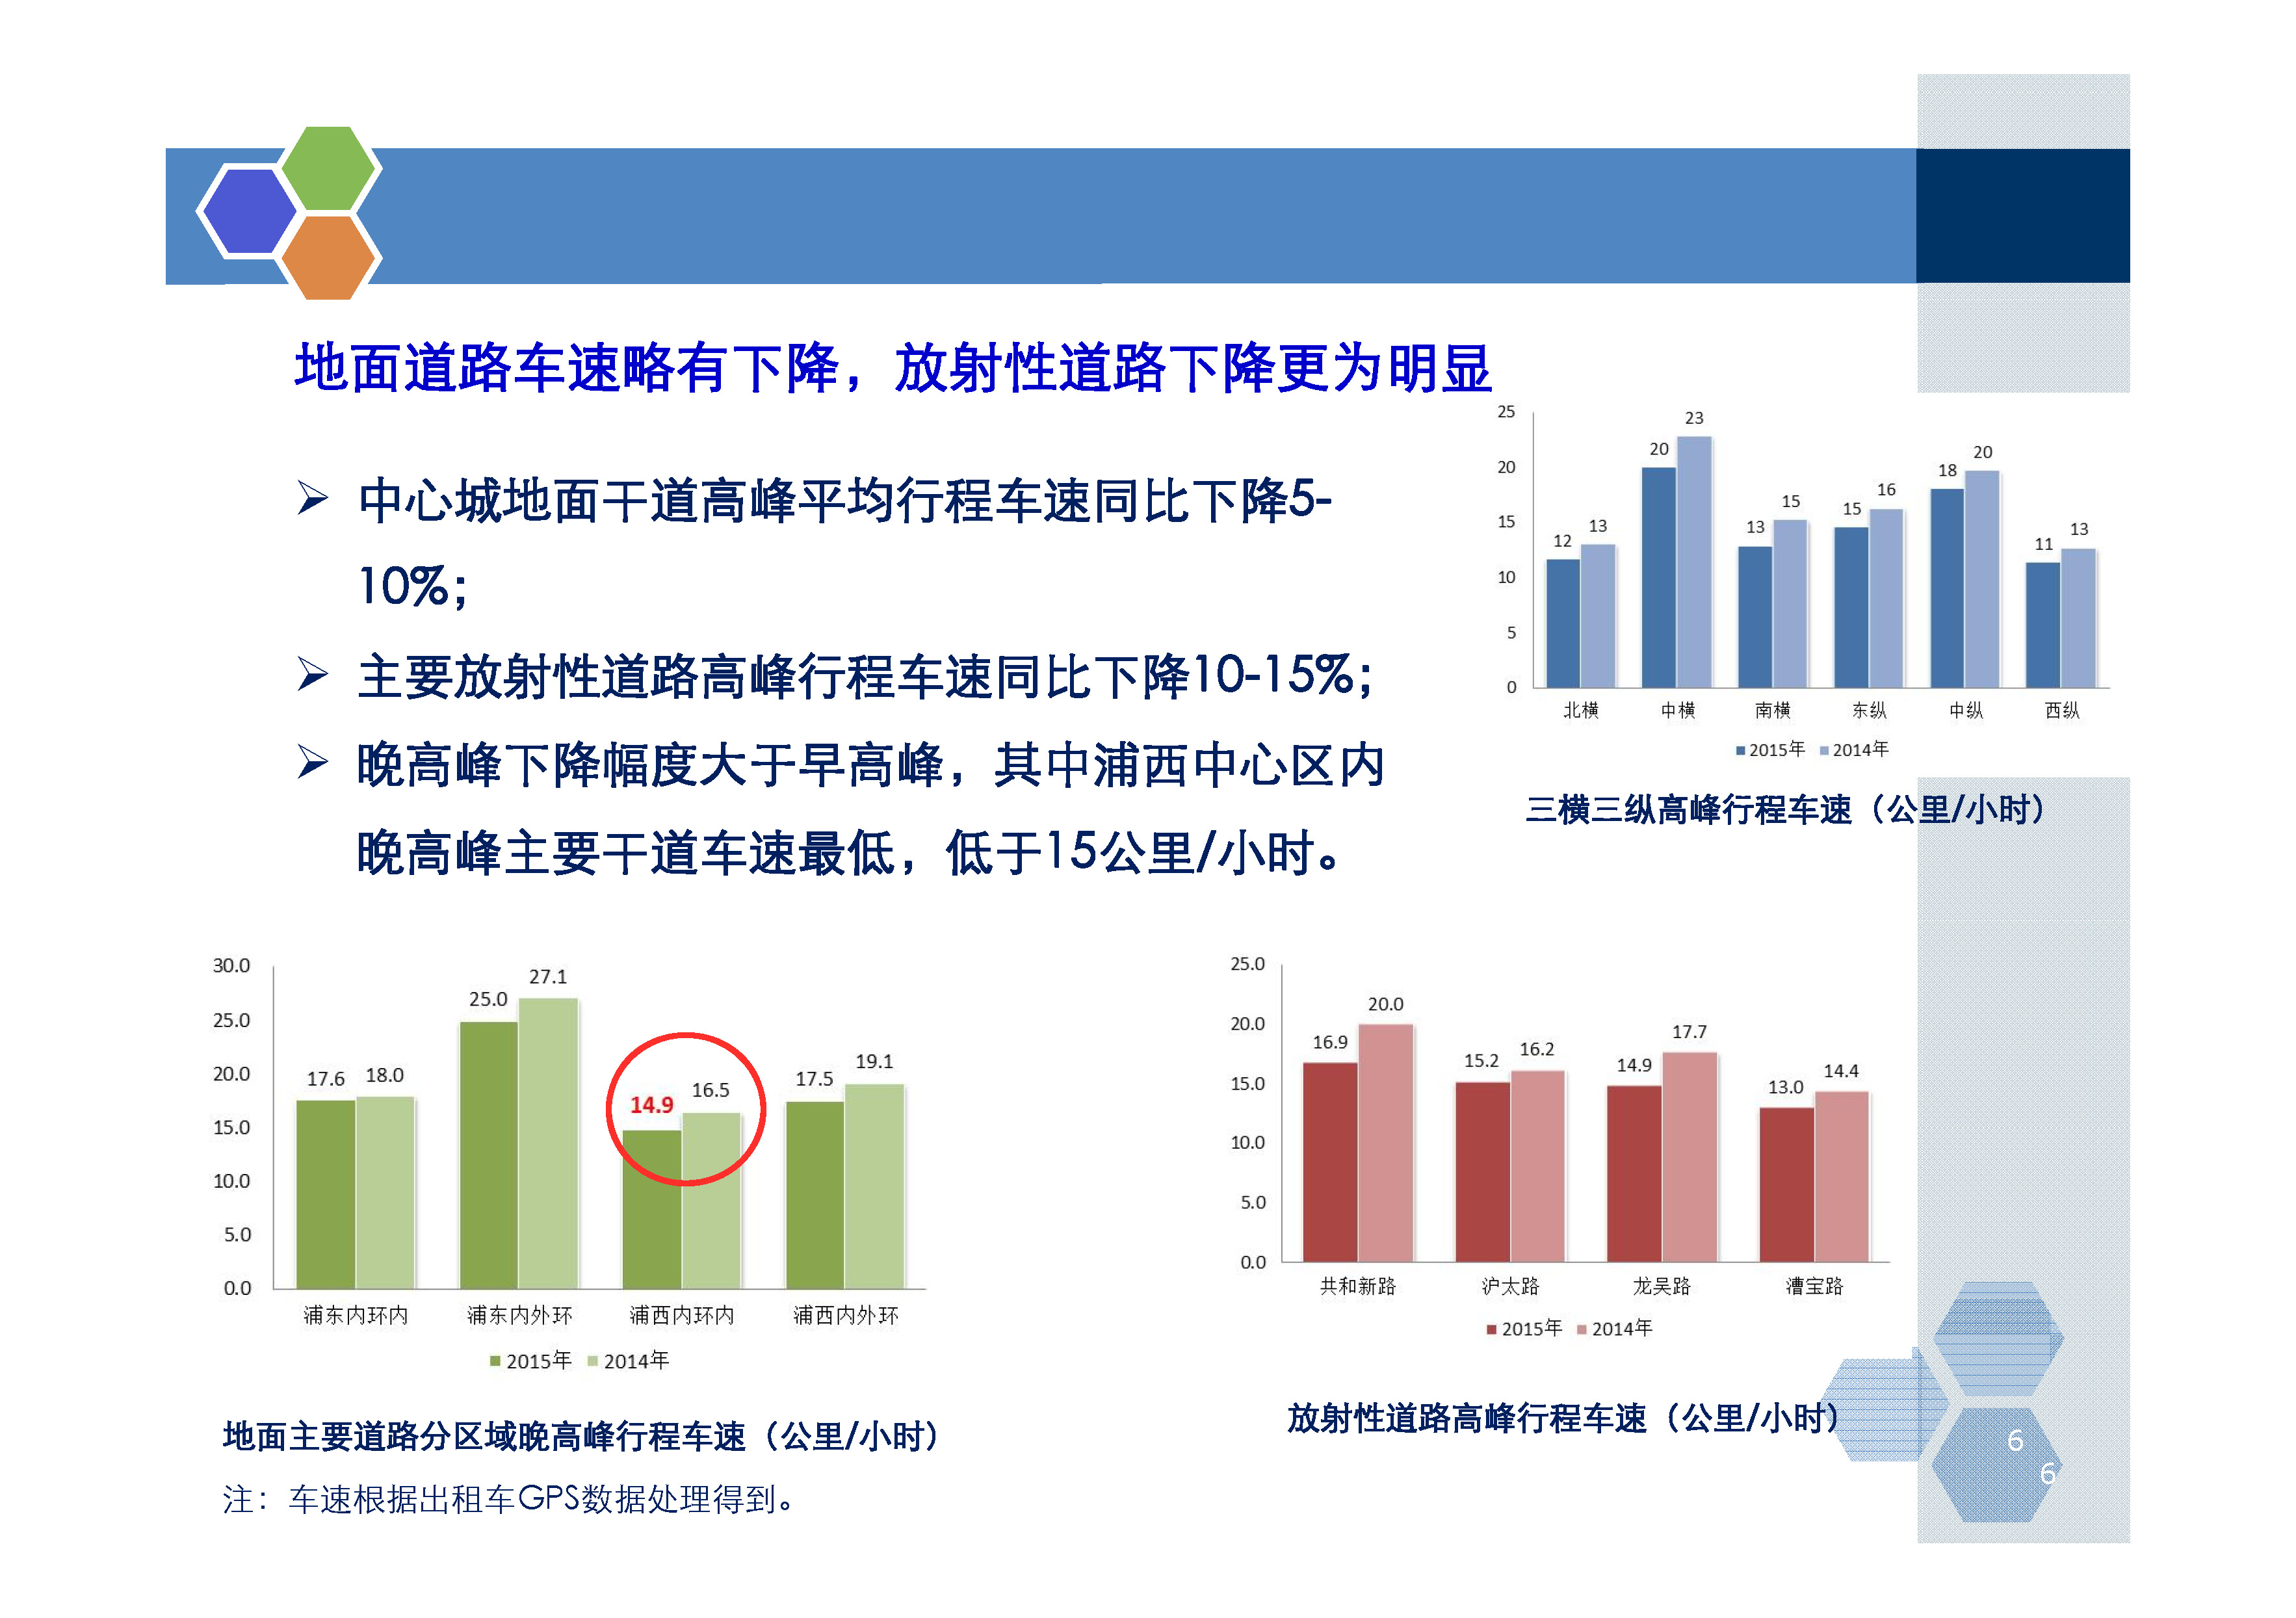 地面道路车速略有下降，放射性道路下降更为明显
中心城地面干道高峰平均行程车速同比下降5-
10%；
主要放射性道路高峰行程车速同比下降10-15%；
晚高峰下降幅度大于早高峰，其中浦西中心区内
晚高峰主要干道车速最低，低于15公里/小时。
25
20
15
10
5
0
12 13
20 23
13 15
15 16
18 20
11 13
北横 中横 南横 东纵 中纵 西纵
2015年 2014年
三横三纵高峰行程车速（公里/小时）
30.0
25.0
20.0
15.0
10.0
5.0
0.0
17.6 18.0
25.0 27.1
14.9 16.5
17.5 19.1
浦东内环内 浦东内外环 浦西内环内 浦西内外环
2015年 2014年
地面主要道路分区域晚高峰行程车速（公里/小时）
注：车速根据出租车GPS数据处理得到。
25.0
20.0
15.0
10.0
5.0
0.0
16.9 20.0
15.2 16.2
14.9 17.7
13.0 14.4
共和新路 沪太路 龙吴路 漕宝路
2015年 2014年
放射性道路高峰行程车速（公里/小时）
6
6